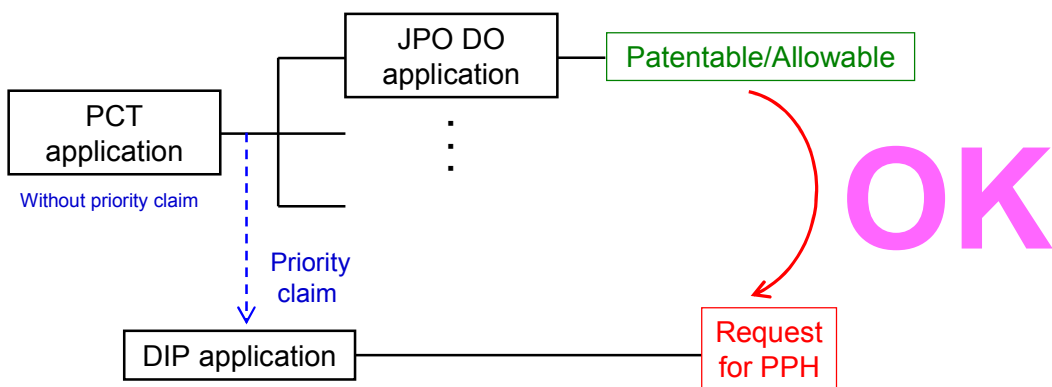 JPO DO
application
Patentable/Allowable
PCT
application
Without priority claim
OK
Priority
claim
DIP application
Request
for PPH